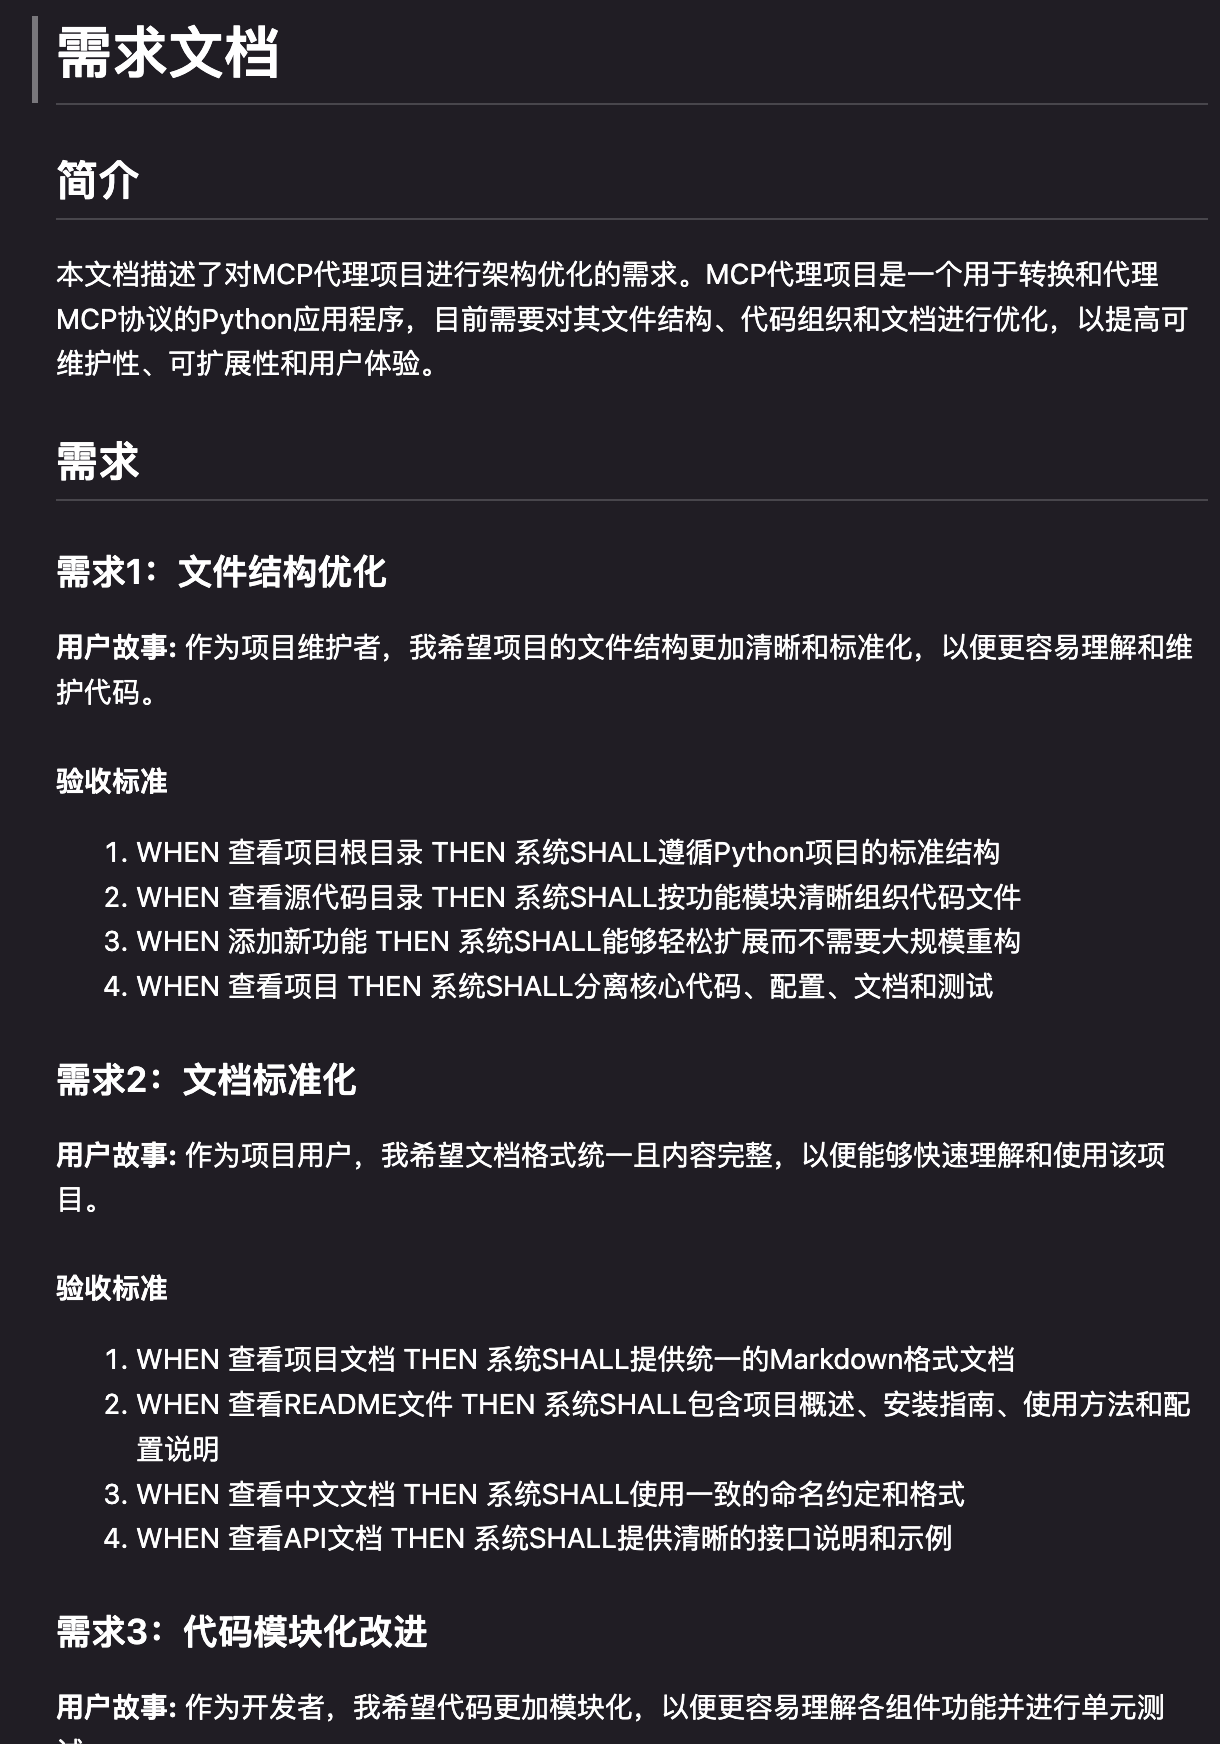 需求文档
简介
本文档描述了对MCP代理项目进行架构优化的需求。MCP代理项目是一个用于转换和代理
MCP协议的Python应用程序，目前需要对其文件结构、代码组织和文档进行优化，以提高可
维护性、可扩展性和用户体验。
需求
需求1：文件结构优化
用户故事: 作为项目维护者，我希望项目的文件结构更加清晰和标准化，以便更容易理解和维
护代码。
验收标准
1. WHEN 查看项目根目录 THEN 系统SHALL遵循Python项目的标准结构
2. WHEN 查看源代码目录 THEN 系统SHALL按功能模块清晰组织代码文件
3. WHEN 添加新功能 THEN 系统SHALL能够轻松扩展而不需要大规模重构
4. WHEN 查看项目 THEN 系统SHALL分离核心代码、配置、文档和测试
需求2：文档标准化
用户故事: 作为项目用户，我希望文档格式统一且内容完整，以便能够快速理解和使用该项
目。
验收标准
1. WHEN 查看项目文档 THEN 系统SHALL提供统一的Markdown格式文档
2. WHEN 查看README文件 THEN 系统SHALL包含项目概述、安装指南、使用方法和配
置说明
3. WHEN 查看中文文档 THEN 系统SHALL使用一致的命名约定和格式
4. WHEN 查看API文档 THEN 系统SHALL提供清晰的接口说明和示例
需求3：代码模块化改进
用户故事: 作为开发者，我希望代码更加模块化，以便更容易理解各组件功能并进行单元测